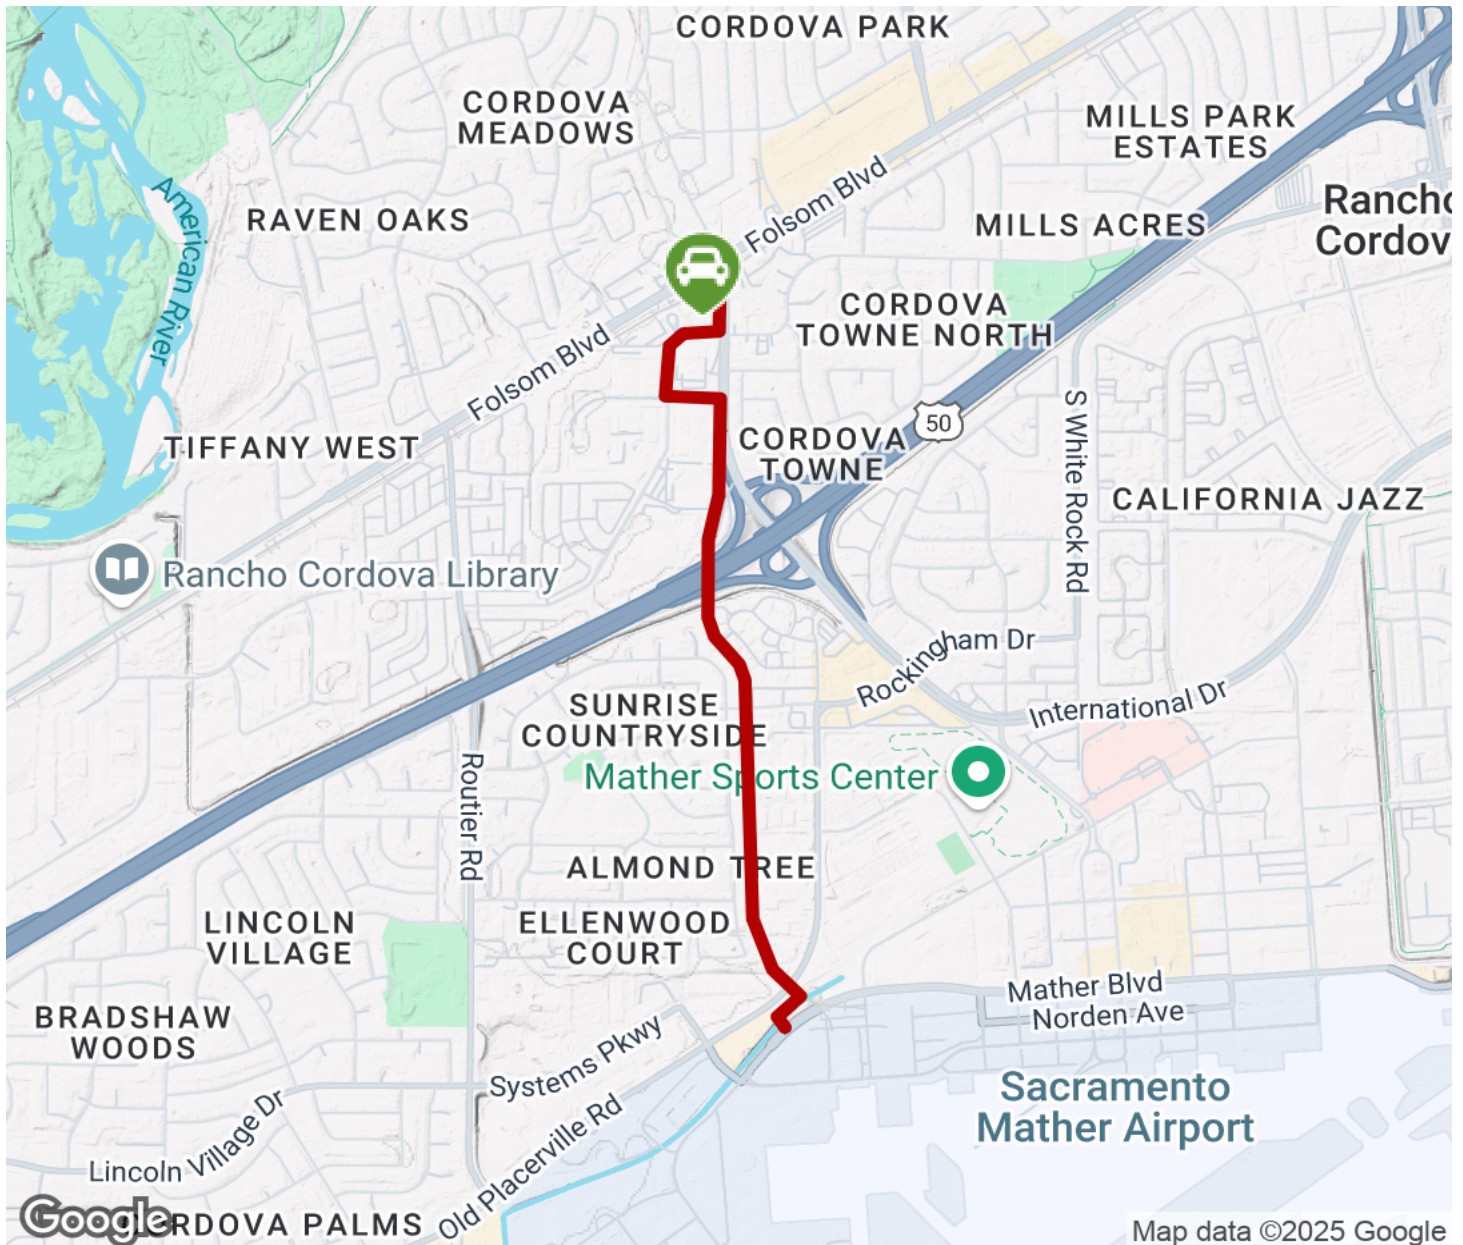 CORDOVA PARK
CORDOVA
MEADOWS
MILLS PARK
ESTATES
Folsom Blvd
American River
RAVEN OAKS
MILLS ACRES
Rancho
Cordov
CORDOVA
TOWNE NORTH
Folsom Blvd
50
S White Rock Rd
TIFFANY WEST
CORDOVA
TOWNE
CALIFORNIA JAZZ
Rancho Cordova Library
Rockingham Dr
SUNRISE
COUNTRYSIDE
International Dr
Mather Sports Center
Routier Rd
ALMOND TREE
LINCOLN
VILLAGE
ELLENWOOD
COURT
Mather Blvd
Norden Ave
BRADSHAW
WOODS
Systems Pkwy
Sacramento
Mather Airport
Lincoln Village Dr
Old Placerville Rd
Google
CORDOVA PALMS
Map data ©2025 Google